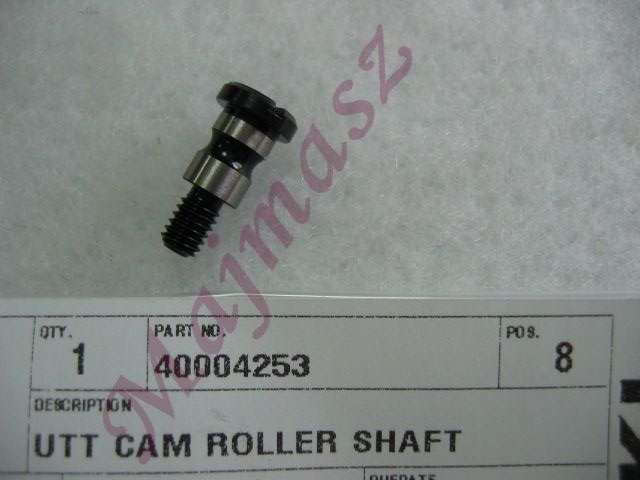 Majmasz
QTY. PART NO. POS.
1 40004253 8
DESCRIPTION
UTT CAM ROLLER SHAFT